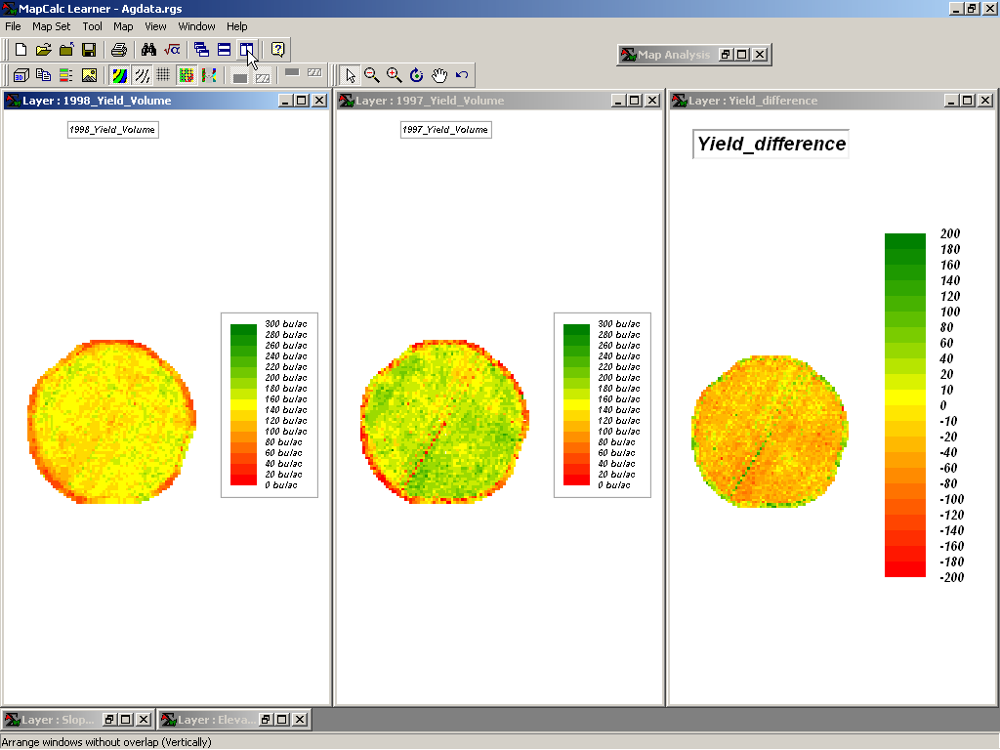 MapCalc Learner - Agdata.rgs
File Map Set Tool Map View Window Help
Map Analysis
Layer : 1998_Yield_Volume
Layer : 1997_Yield_Volume
Layer : Yield_difference
1998_Yield_Volume
300 bu/ac
280 bu/ac
260 bu/ac
240 bu/ac
220 bu/ac
200 bu/ac
180 bu/ac
160 bu/ac
140 bu/ac
120 bu/ac
100 bu/ac
80 bu/ac
60 bu/ac
40 bu/ac
20 bu/ac
0 bu/ac
1997_Yield_Volume
300 bu/ac
280 bu/ac
260 bu/ac
240 bu/ac
220 bu/ac
200 bu/ac
180 bu/ac
160 bu/ac
140 bu/ac
120 bu/ac
100 bu/ac
80 bu/ac
60 bu/ac
40 bu/ac
20 bu/ac
0 bu/ac
Yield_difference
200
180
160
140
120
100
80
60
40
20
10
0
-10
-20
-40
-60
-80
-100
-120
-140
-160
-180
-200
Layer : Slop...
Layer : Eleva...
Arrange windows without overlap (Vertically)